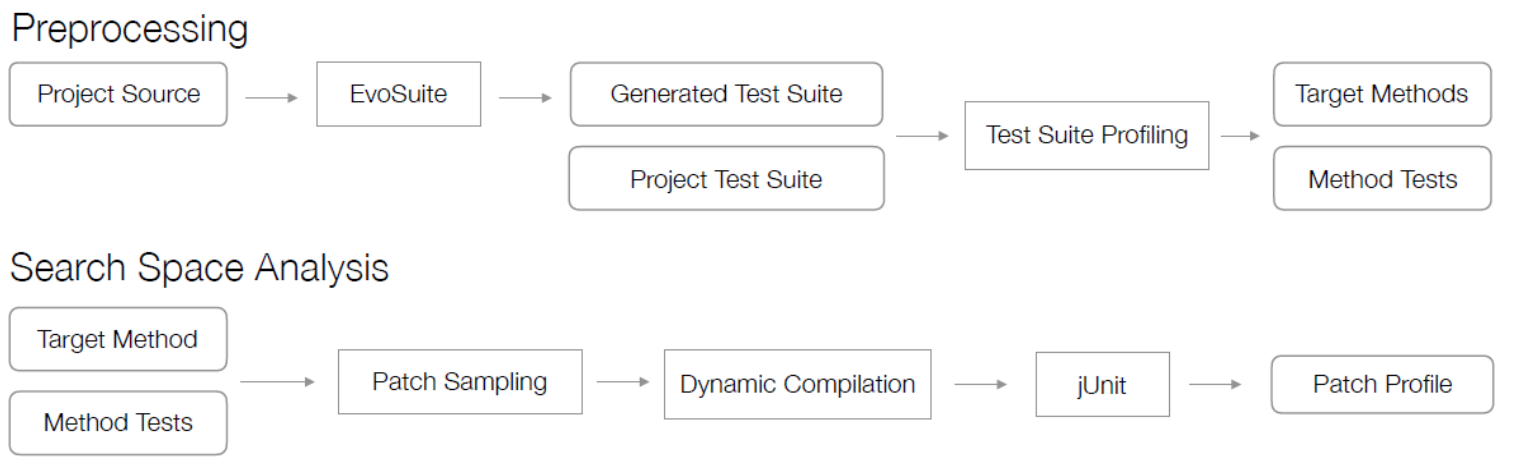 Preprocessing
Project Source
EvoSuite
Generated Test Suite
Project Test Suite
Test Suite Profiling
Target Methods
Method Tests
Search Space Analysis
Target Method
Method Tests
Patch Sampling
Dynamic Compilation
jUnit
Patch Profile